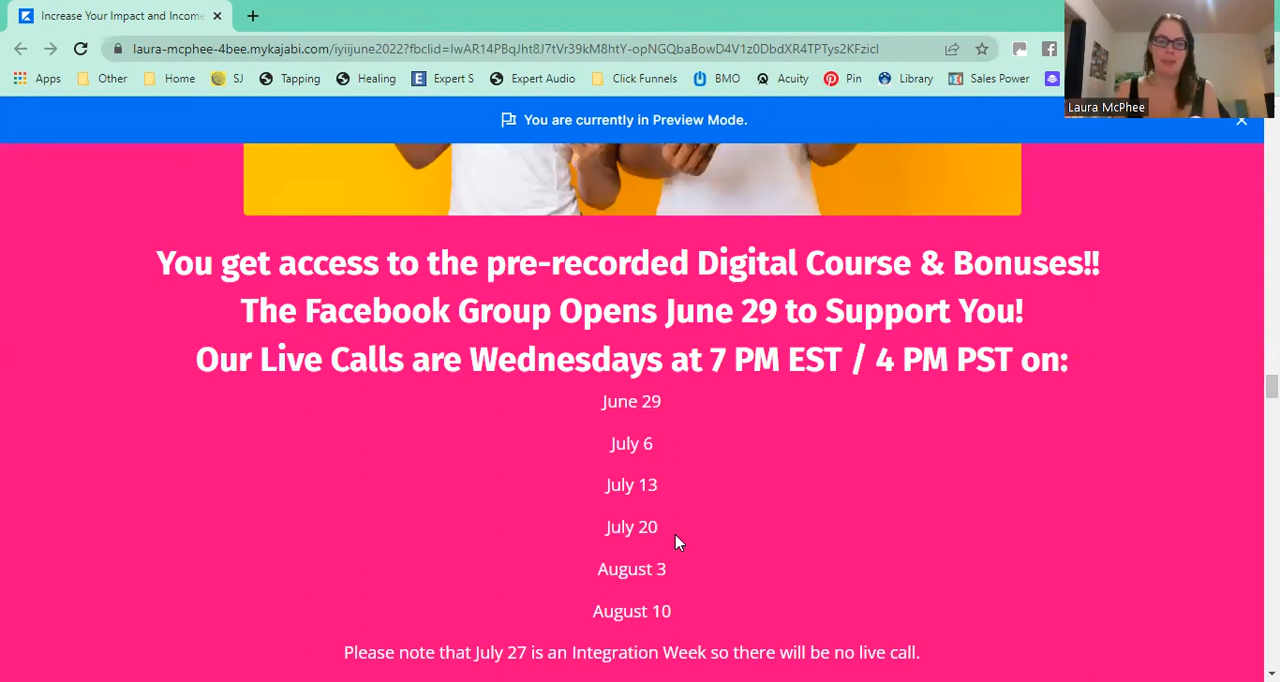 Increase Your Impact and Income
laura-mcphee-4bee.mykajabi.com/iyiijune2022?fbclid=IwAR14PBqJht8J7tVr39kM8htY-opNGQbaBowD4V1z0DbdXR4TPTys2KFzicl
Apps Other Home SJ Tapping Healing Expert S Expert Audio Click Funnels BMO Acuity Pin Library Sales Power
Laura McPhee
You are currently in Preview Mode.
You get access to the pre-recorded Digital Course & Bonuses!!
The Facebook Group Opens June 29 to Support You!
Our Live Calls are Wednesdays at 7 PM EST / 4 PM PST on:
June 29
July 6
July 13
July 20
August 3
August 10
Please note that July 27 is an Integration Week so there will be no live call.